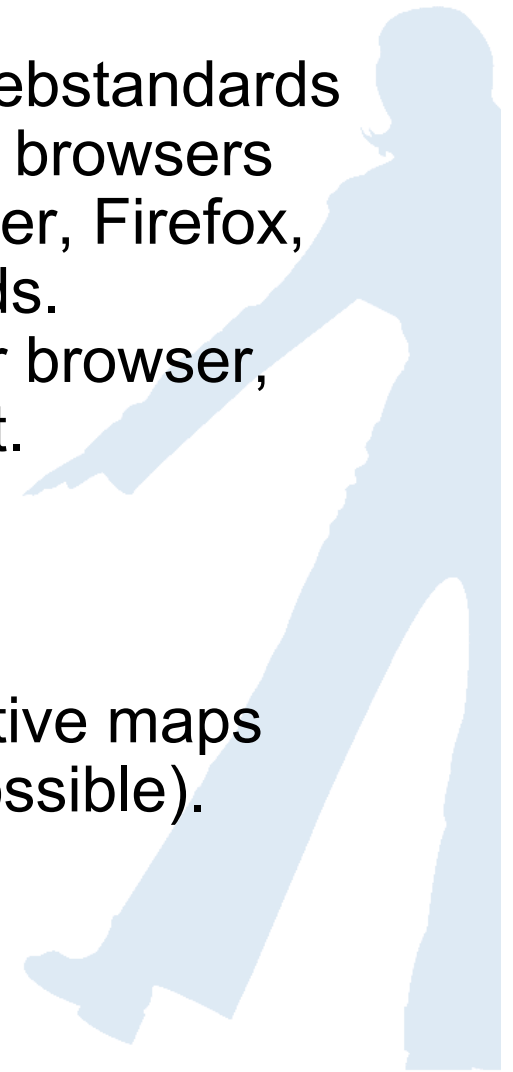 ebstandards
browsers
er, Firefox,
ds.
r browser,
t.
tive maps
ossible).